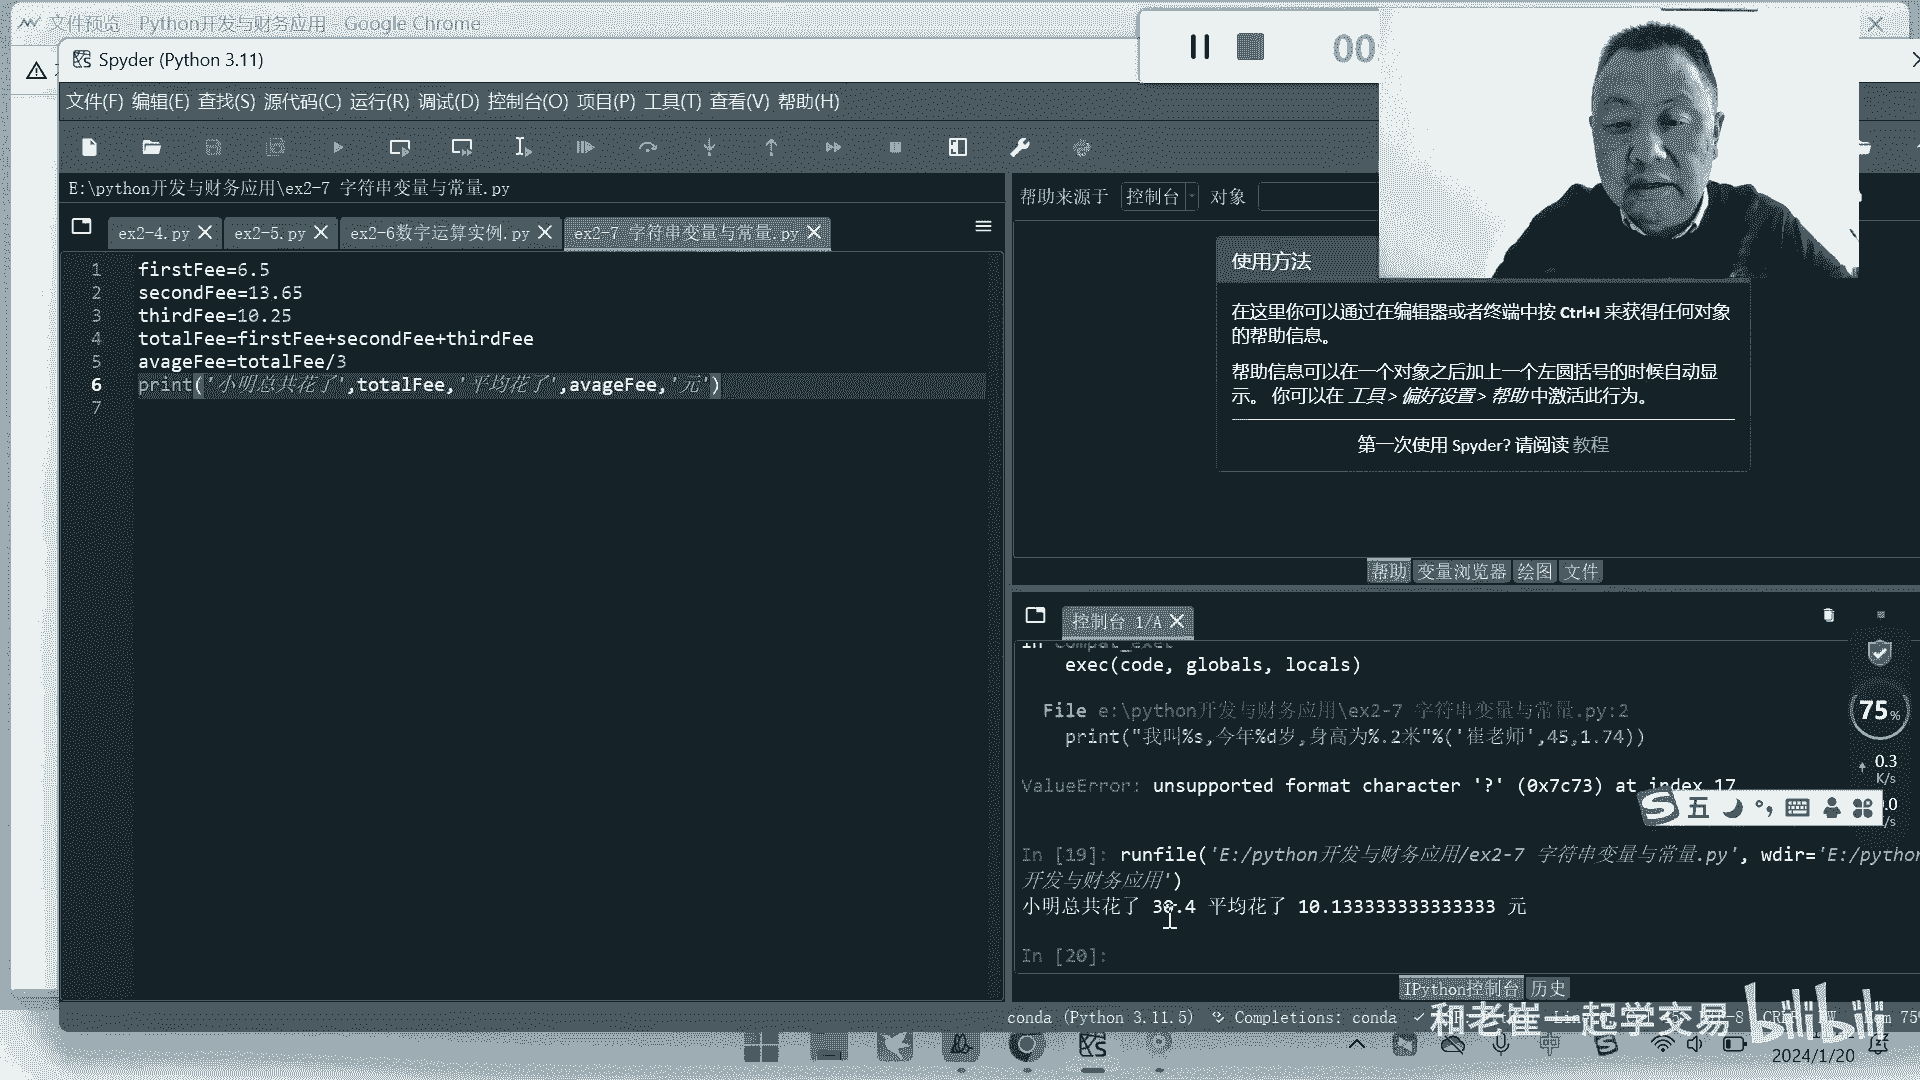 文件预览 - Python开发与财务应用 - Google Chrome
Spyder (Python 3.11)
00
文件(F) 编辑(E) 查找(S) 源代码(C) 运行(R) 调试(D) 控制台(O) 项目(P) 工具(T) 查看(V) 帮助(H)
E:\python开发与财务应用\ex2-7 字符串变量与常量.py
ex2-4.py
ex2-5.py
ex2-6数字运算实例.py
ex2-7 字符串变量与常量.py
1 firstFee=6.5
2 secondFee=13.65
3 thirdFee=10.25
4 totalFee=firstFee+secondFee+thirdFee
5 avageFee=totalFee/3
6 print('小明总共花了',totalFee,'平均花了',avageFee,'元')
7
帮助来源于 控制台 对象
使用方法
在这里你可以通过在编辑器或者终端中按 Ctrl+I 来获得任何对象
的帮助信息。
帮助信息可以在一个对象之后加上一个左圆括号的时候自动显
示。 你可以在 工具 > 偏好设置 > 帮助 中激活此行为。
第一次使用 Spyder? 请阅读 教程
帮助 变量浏览器 绘图 文件
控制台 1/A
in compat_exec
exec(code, globals, locals)
File e:\python开发与财务应用\ex2-7 字符串变量与常量.py:2
print("我叫%s,今年%d岁,身高为%.2米"%('崔老师',45,1.74))
ValueError: unsupported format character '?' (0x7c73) at index 17
In [19]: runfile('E:/python开发与财务应用/ex2-7 字符串变量与常量.py', wdir='E:/python
开发与财务应用')
小明总共花了 30.4 平均花了 10.133333333333333 元
In [20]:
75%
0.3
K/s
五
IPython控制台 历史
conda (Python 3.11.5) Completions: conda
和老崔一起学交易 bilibili
中
2024/1/20